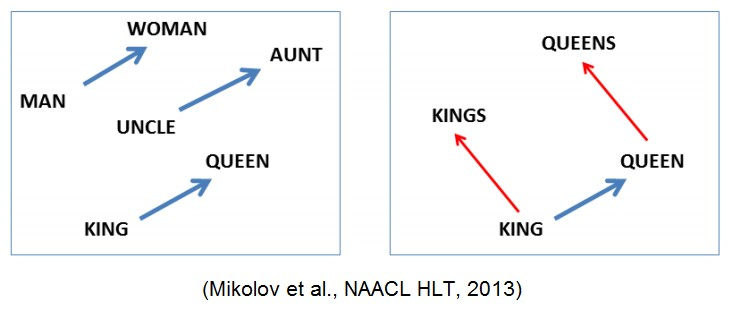 WOMAN
AUNT
MAN
UNCLE
QUEEN
KING
QUEENS
KINGS
QUEEN
KING
(Mikolov et al., NAACL HLT, 2013)